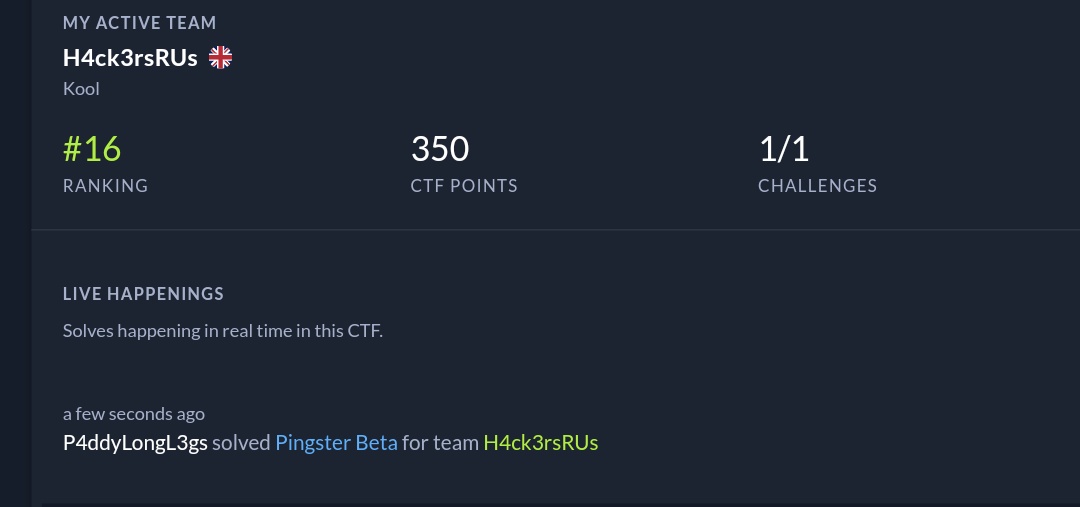 MY ACTIVE TEAM
H4ck3rsRUs
Kool
#16 350 1/1
RANKING CTF POINTS CHALLENGES
LIVE HAPPENINGS
Solves happening in real time in this CTF.
a few seconds ago
P4ddyLongL3gs solved Pingster Beta for team H4ck3rsRUs